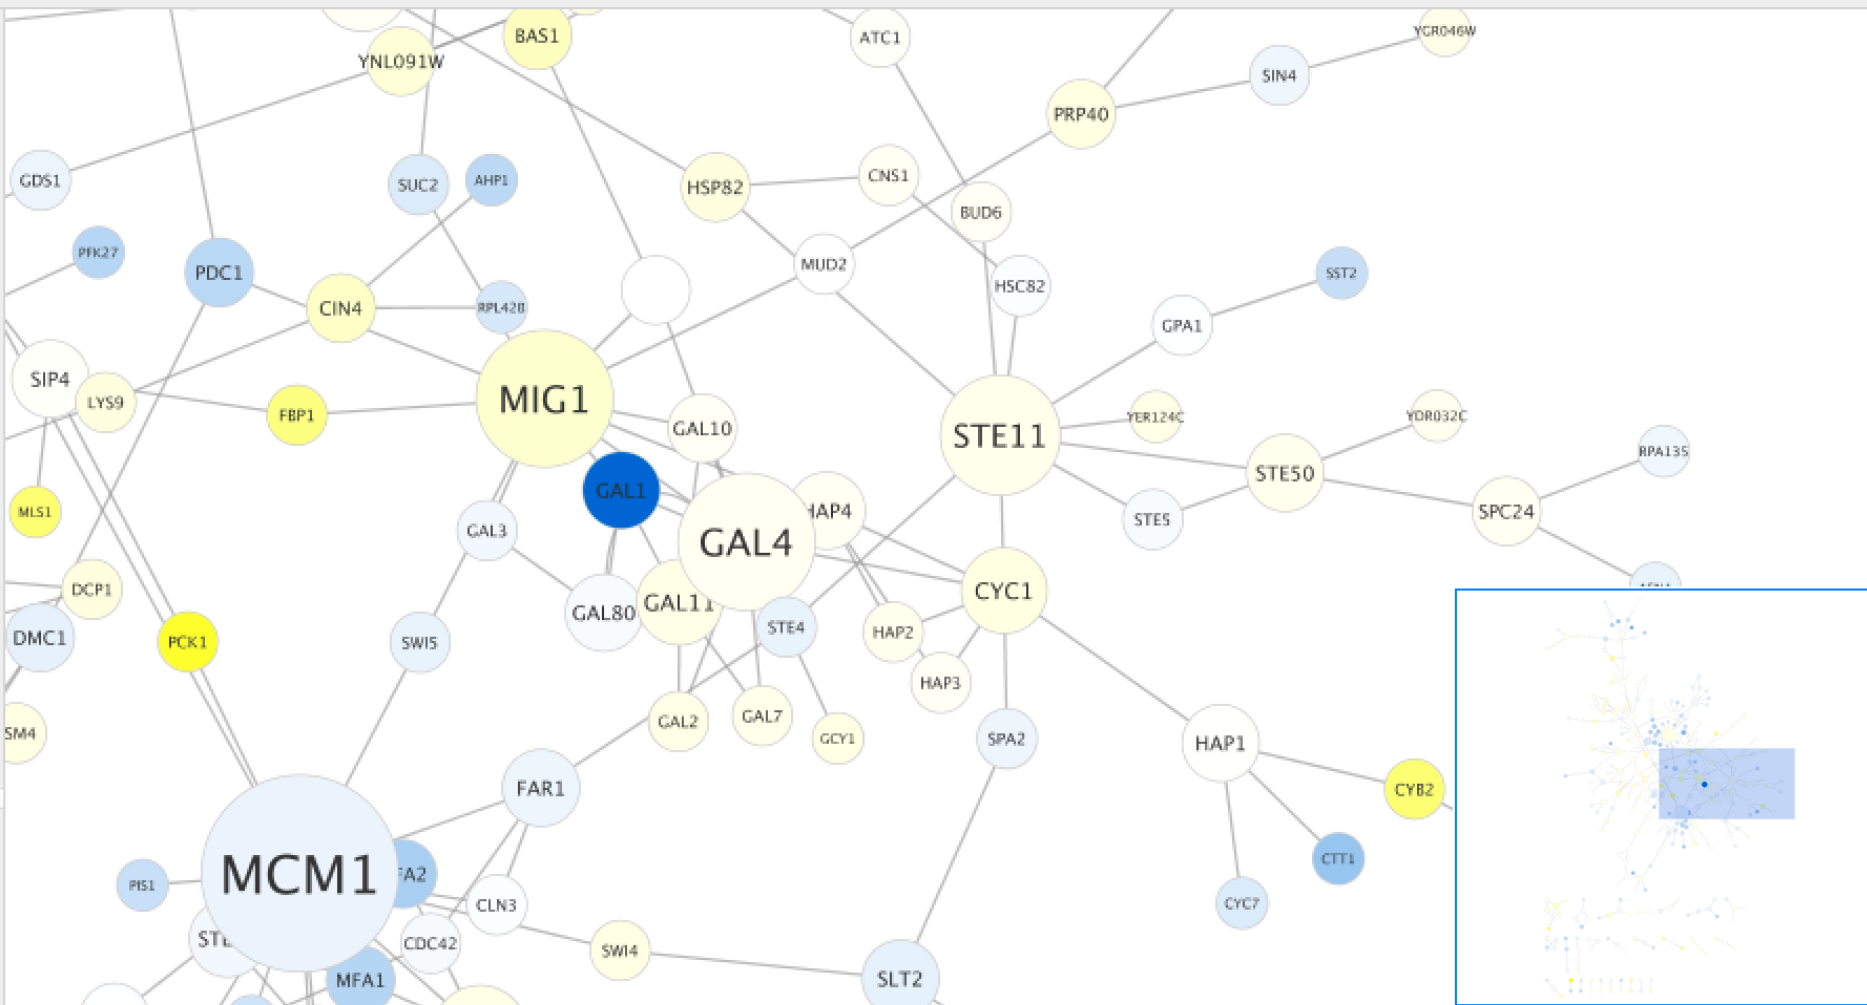 YGR046W
BAS1
ATC1
YNL091W
SIN4
PRP40
CNS1
GDS1
SUC2
AHP1
HSP82
BUD6
PFK27
PDC1
MUD2
SST2
HSC82
CIN4
RPL42B
GPA1
SIP4
LYS9
FBP1
MIG1
GAL10
STE11
YER124C
YDR032C
RPA135
STE50
GAL1
MLS1
HAP4
SPC24
STE5
GAL3
GAL4
DCP1
CYC1
GAL80
GAL11
DMC1
PCK1
SWI5
STE4
HAP2
HAP3
GAL2
GAL7
SM4
GCY1
SPA2
HAP1
FAR1
CYB2
CTT1
MCM1
FA2
PIS1
CLN3
CYC7
STE
CDC42
SWI4
MFA1
SLT2